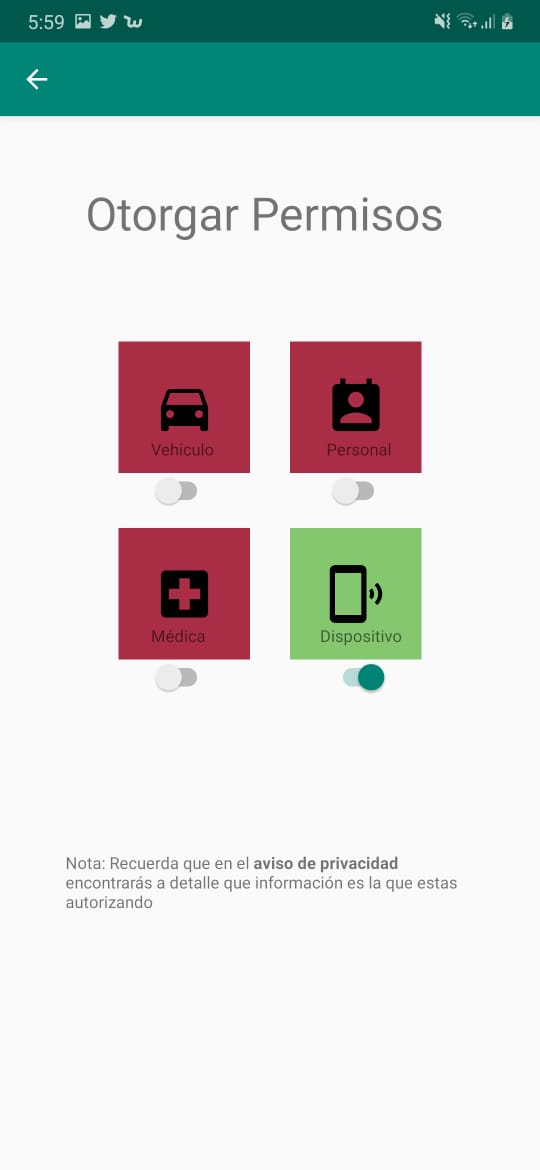 5:59
Otorgar Permisos
Vehículo
Personal
Médica
Dispositivo
Nota: Recuerda que en el aviso de privacidad
encontrarás a detalle que información es la que estas
autorizando